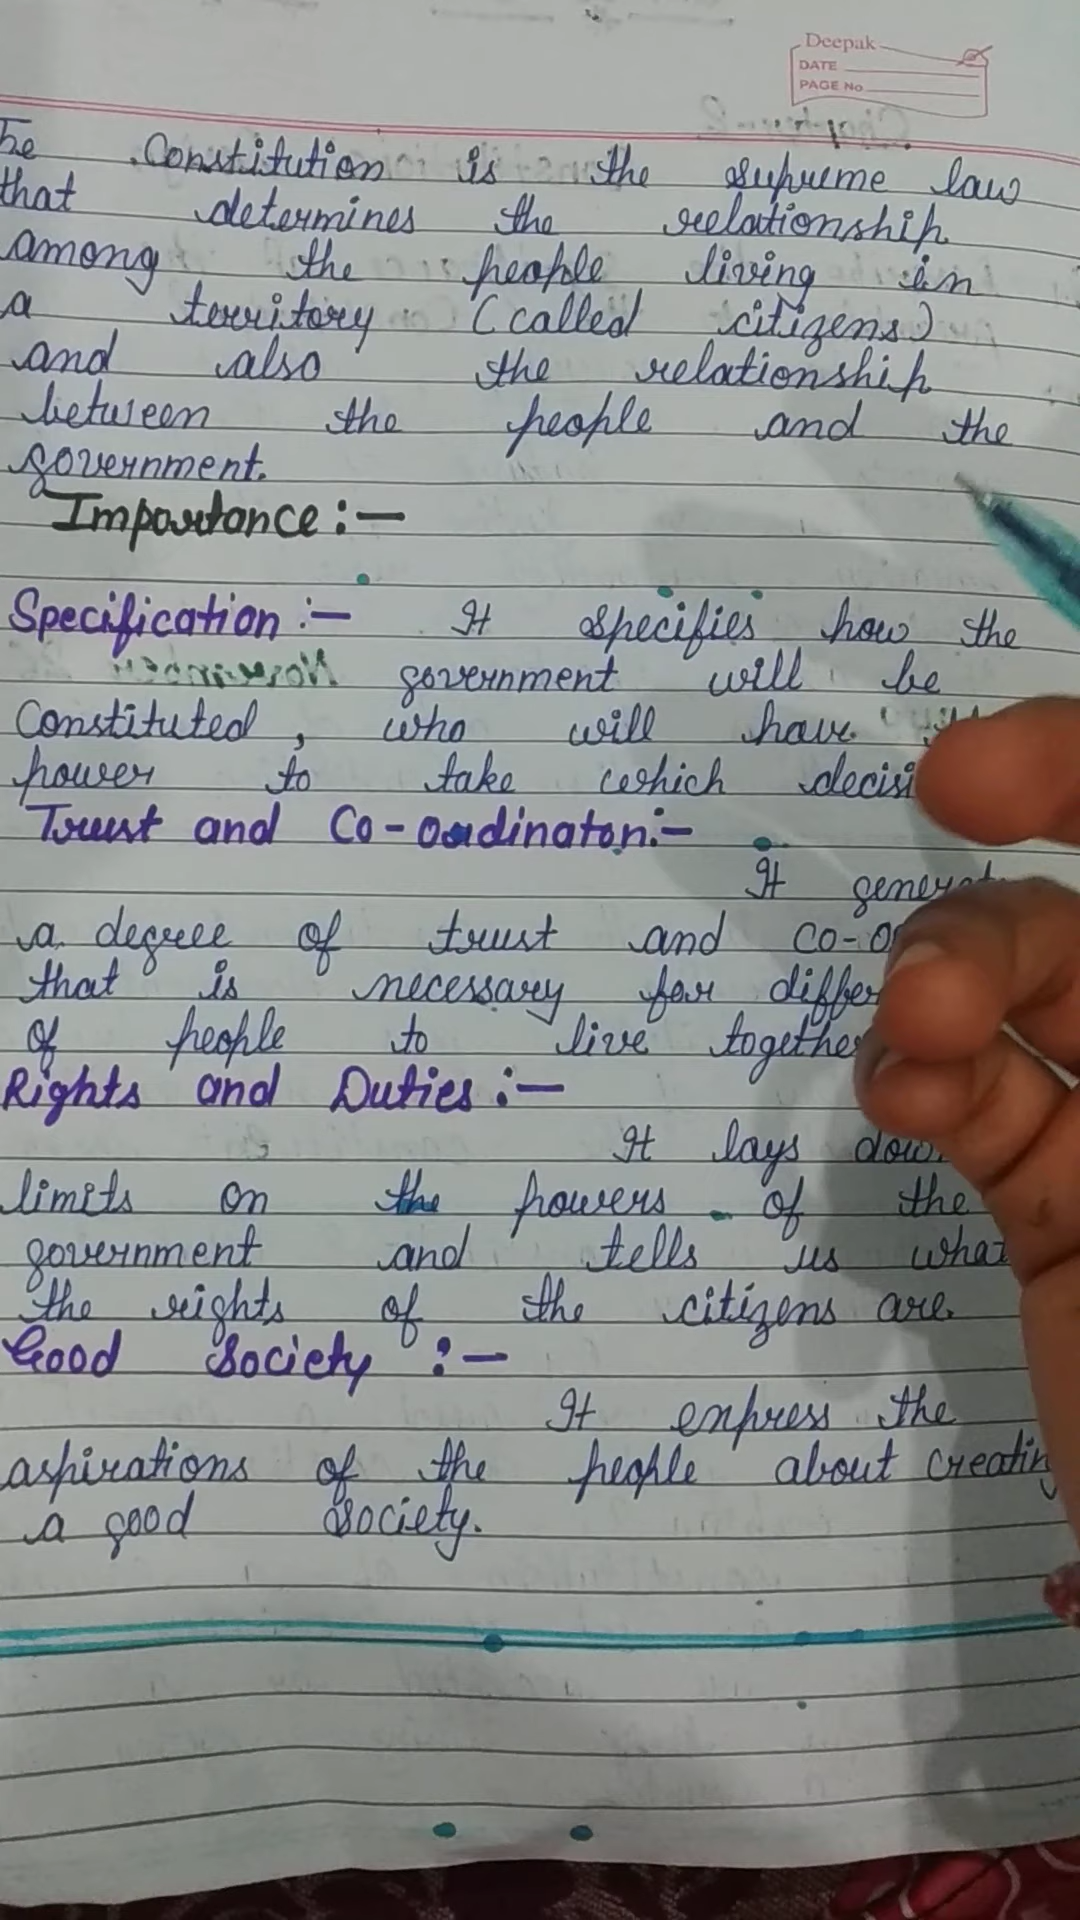 Deepak
DATE
PAGE No
The Constitution is the supreme law
that determines the relationship
among the people living in
a territory (called citizens)
and also the relationship
between the people and the
government.
Importance :-
Specification :- It specifies how the
government will be
Constituted, who will have
power to take which
Trust and Co-ordinaton:-
It
a degree of trust and
that is necessary for
of people to live
Rights and Duties :-
It lays
limits on the powers of the
government and tells us what
the rights of the citizens are.
Good Society :-
It express the
aspirations of the people about
a good society.